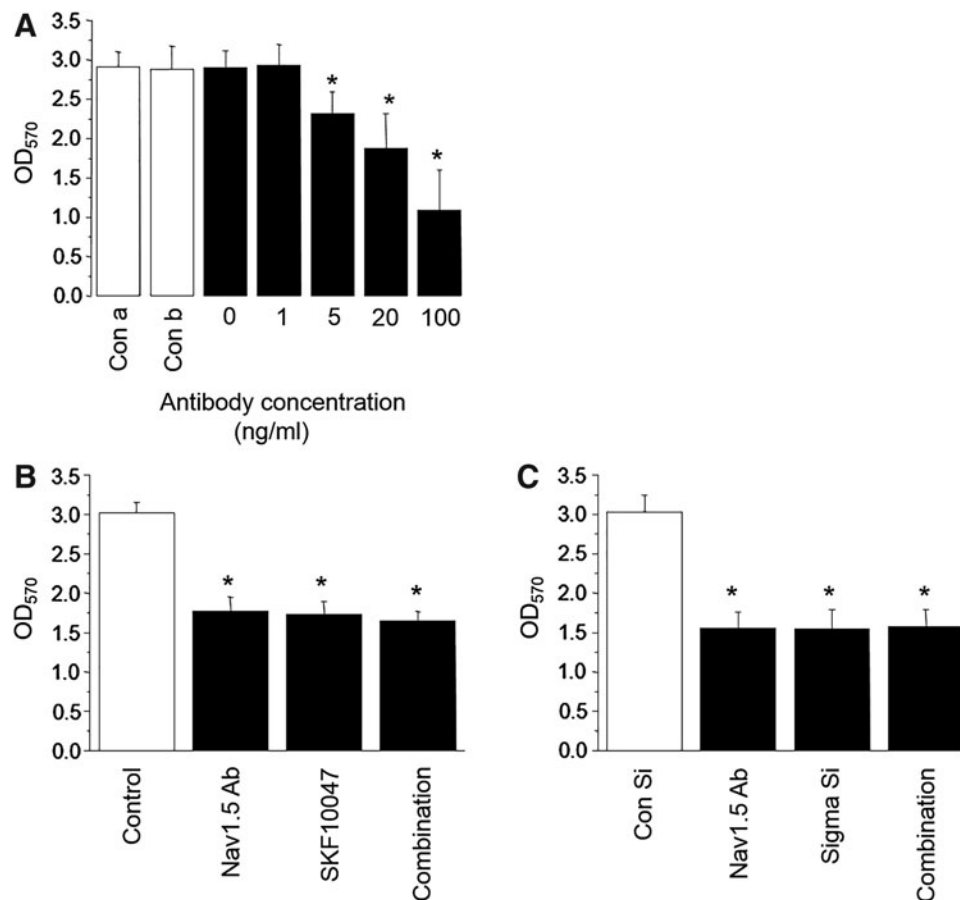 A
3.5
3.0
2.5
2.0
1.5
1.0
0.5
0.0
OD570
* * *
Con a Con b 0 1 5 20 100
Antibody concentration
(ng/ml)
B
3.5
3.0
2.5
2.0
1.5
1.0
0.5
0.0
OD570
* * *
Control Nav1.5 Ab SKF10047 Combination
C
3.5
3.0
2.5
2.0
1.5
1.0
0.5
0.0
OD570
* * *
Con Si Nav1.5 Ab Sigma Si Combination